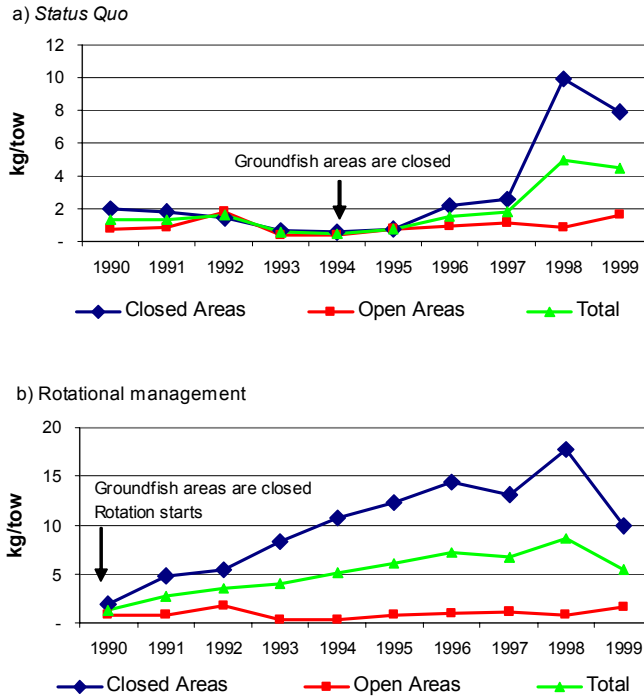 a) Status Quo
12
10
8
6
4
2
-
kg/tow
Groundfish areas are closed
1990 1991 1992 1993 1994 1995 1996 1997 1998 1999
Closed Areas Open Areas Total
b) Rotational management
20
15
10
5
-
kg/tow
Groundfish areas are closed
Rotation starts
1990 1991 1992 1993 1994 1995 1996 1997 1998 1999
Closed Areas Open Areas Total